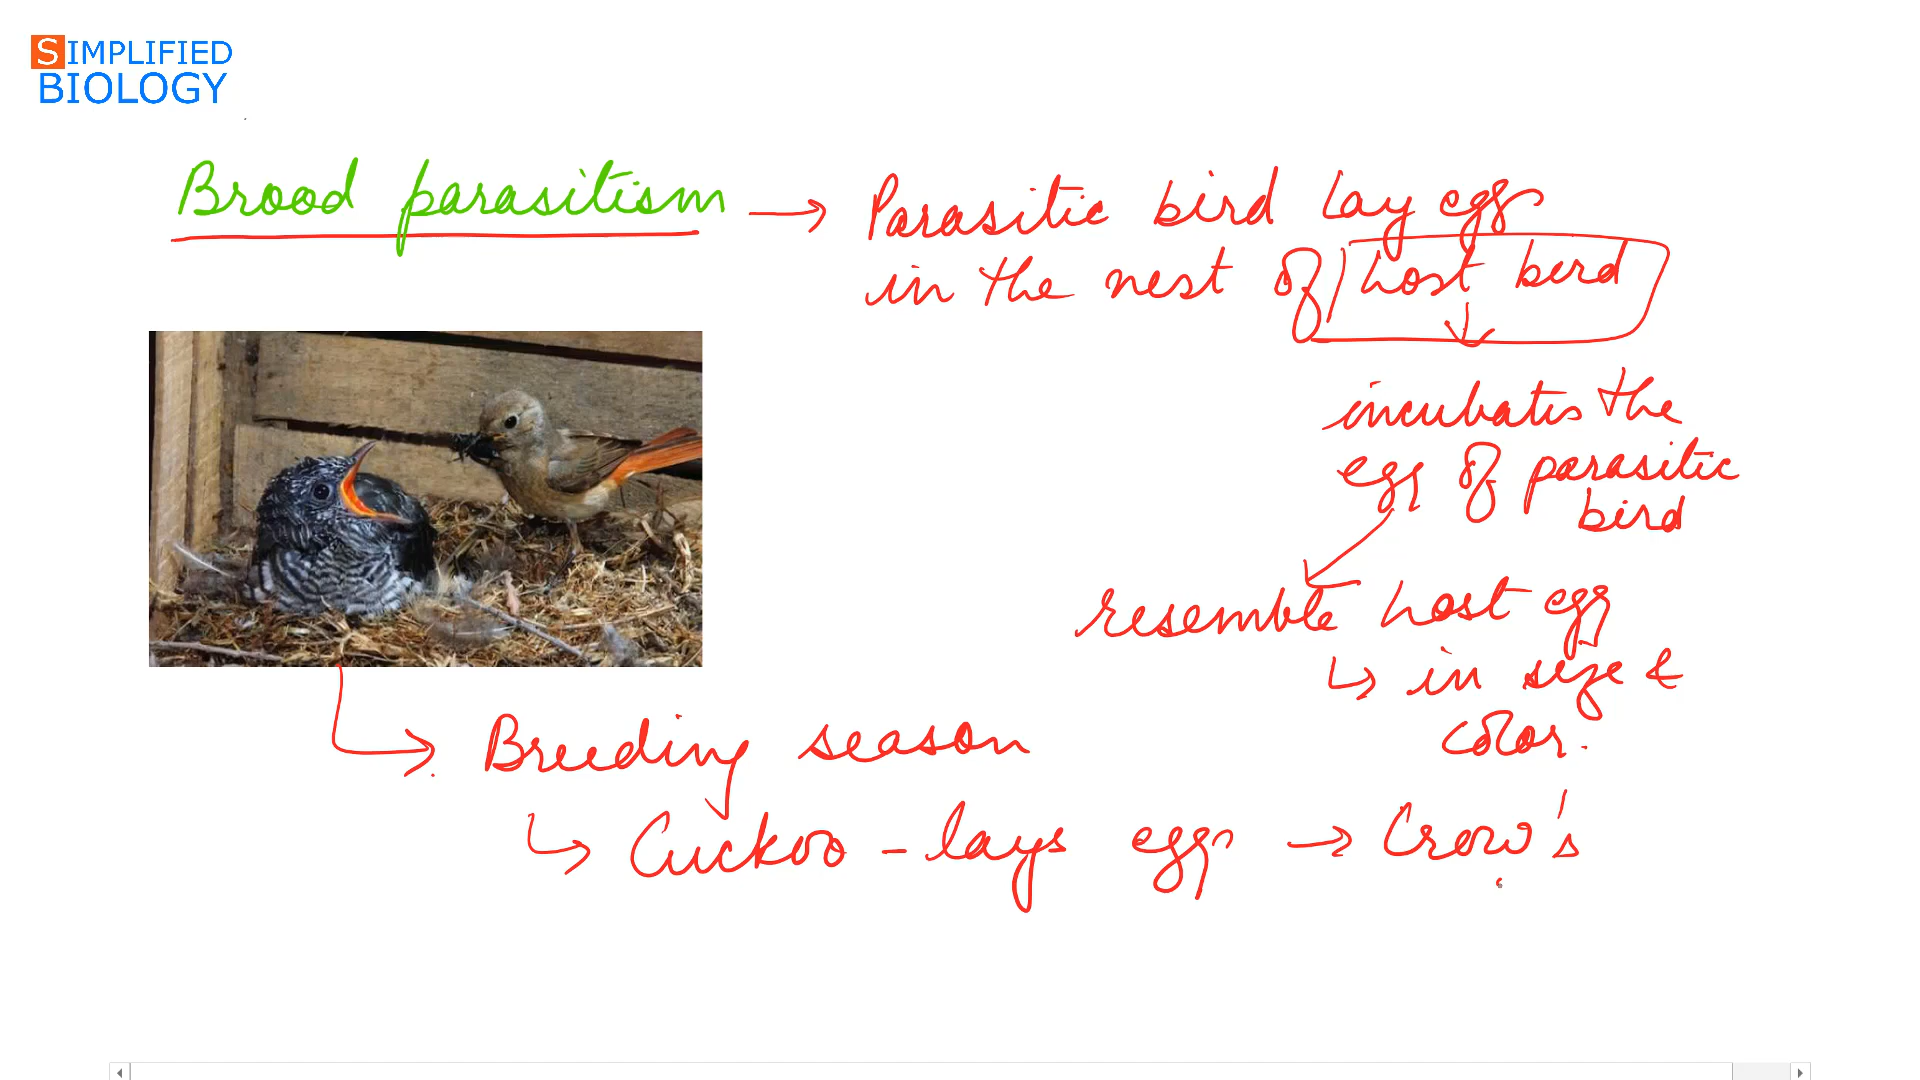 SIMPLIFIED
BIOLOGY
Brood parasitism → Parasitic bird lay eggs
in the nest of host bird
incubates the
egg of parasitic
bird
resemble host egg
↳ in size &
color.
↳ Breeding season
↳ Cuckoo - lays eggs → Crow's